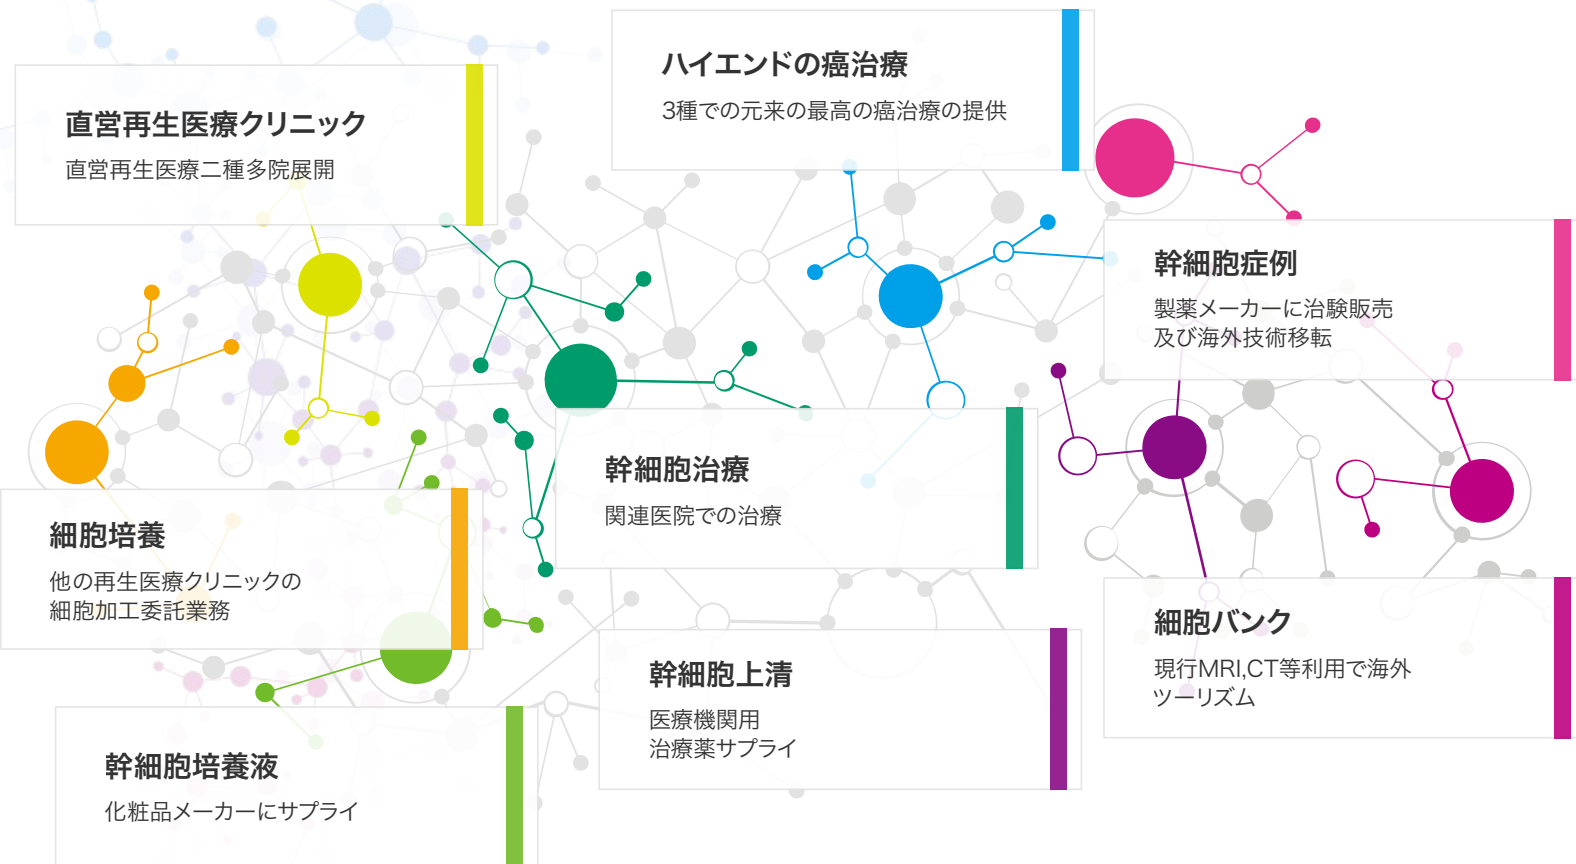 直営再生医療クリニック
直営再生医療二種多院展開
ハイエンドの癌治療
3種での元来の最高の癌治療の提供
幹細胞症例
製薬メーカーに治験販売
及び海外技術移転
幹細胞治療
関連医院での治療
細胞培養
他の再生医療クリニックの
細胞加工委託業務
幹細胞上清
医療機関用
治療薬サプライ
細胞バンク
現行MRI,CT等利用で海外
ツーリズム
幹細胞培養液
化粧品メーカーにサプライ